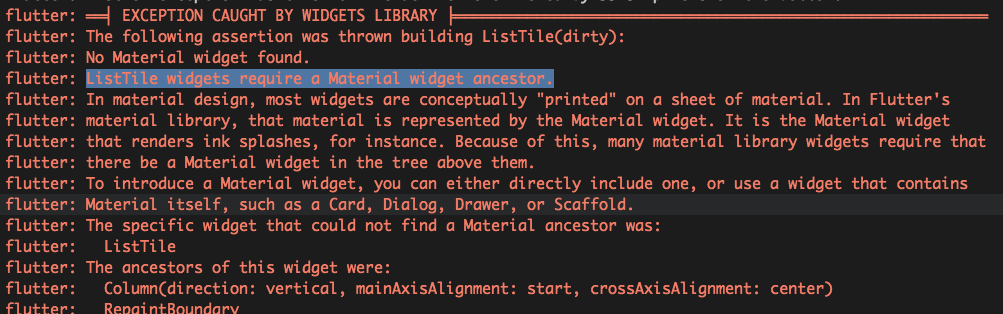 flutter: ══╡ EXCEPTION CAUGHT BY WIDGETS LIBRARY ╞══════════════════════════════════════════════════════════
flutter: The following assertion was thrown building ListTile(dirty):
flutter: No Material widget found.
flutter: ListTile widgets require a Material widget ancestor.
flutter: In material design, most widgets are conceptually "printed" on a sheet of material. In Flutter's
flutter: material library, that material is represented by the Material widget. It is the Material widget
flutter: that renders ink splashes, for instance. Because of this, many material library widgets require that
flutter: there be a Material widget in the tree above them.
flutter: To introduce a Material widget, you can either directly include one, or use a widget that contains
flutter: Material itself, such as a Card, Dialog, Drawer, or Scaffold.
flutter: The specific widget that could not find a Material ancestor was:
flutter:   ListTile
flutter: The ancestors of this widget were:
flutter:   Column(direction: vertical, mainAxisAlignment: start, crossAxisAlignment: center)
flutter:   RepaintBoundary